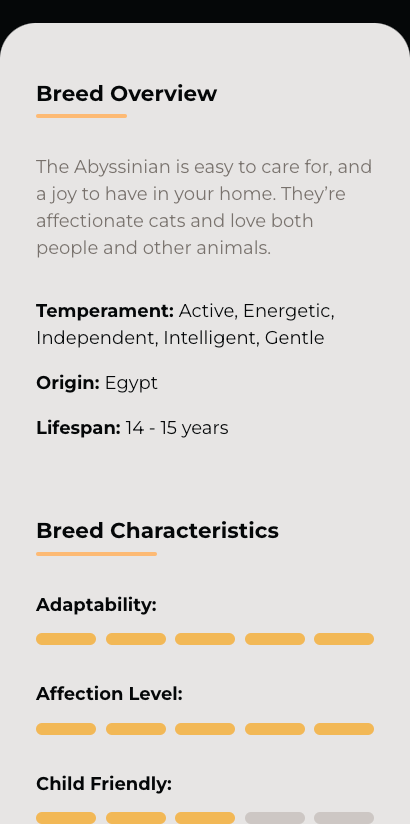 Breed Overview
The Abyssinian is easy to care for, and
a joy to have in your home. They’re
affectionate cats and love both
people and other animals.
Temperament: Active, Energetic,
Independent, Intelligent, Gentle
Origin: Egypt
Lifespan: 14 - 15 years
Breed Characteristics
Adaptability:
Affection Level:
Child Friendly: